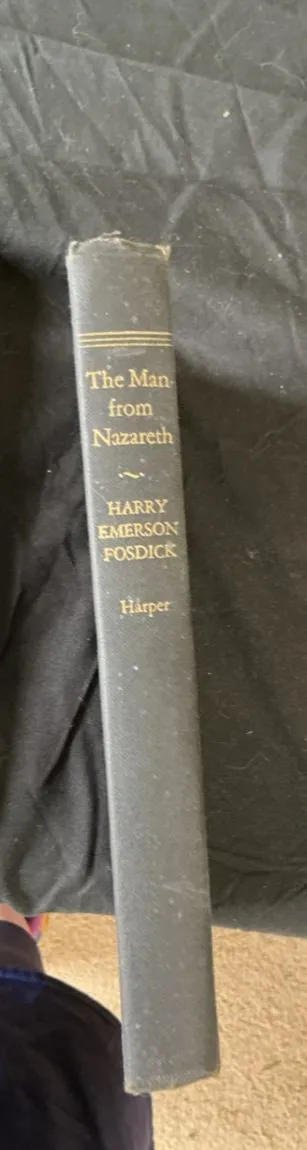 The Man
from
Nazareth
HARRY
EMERSON
FOSDICK
Harper